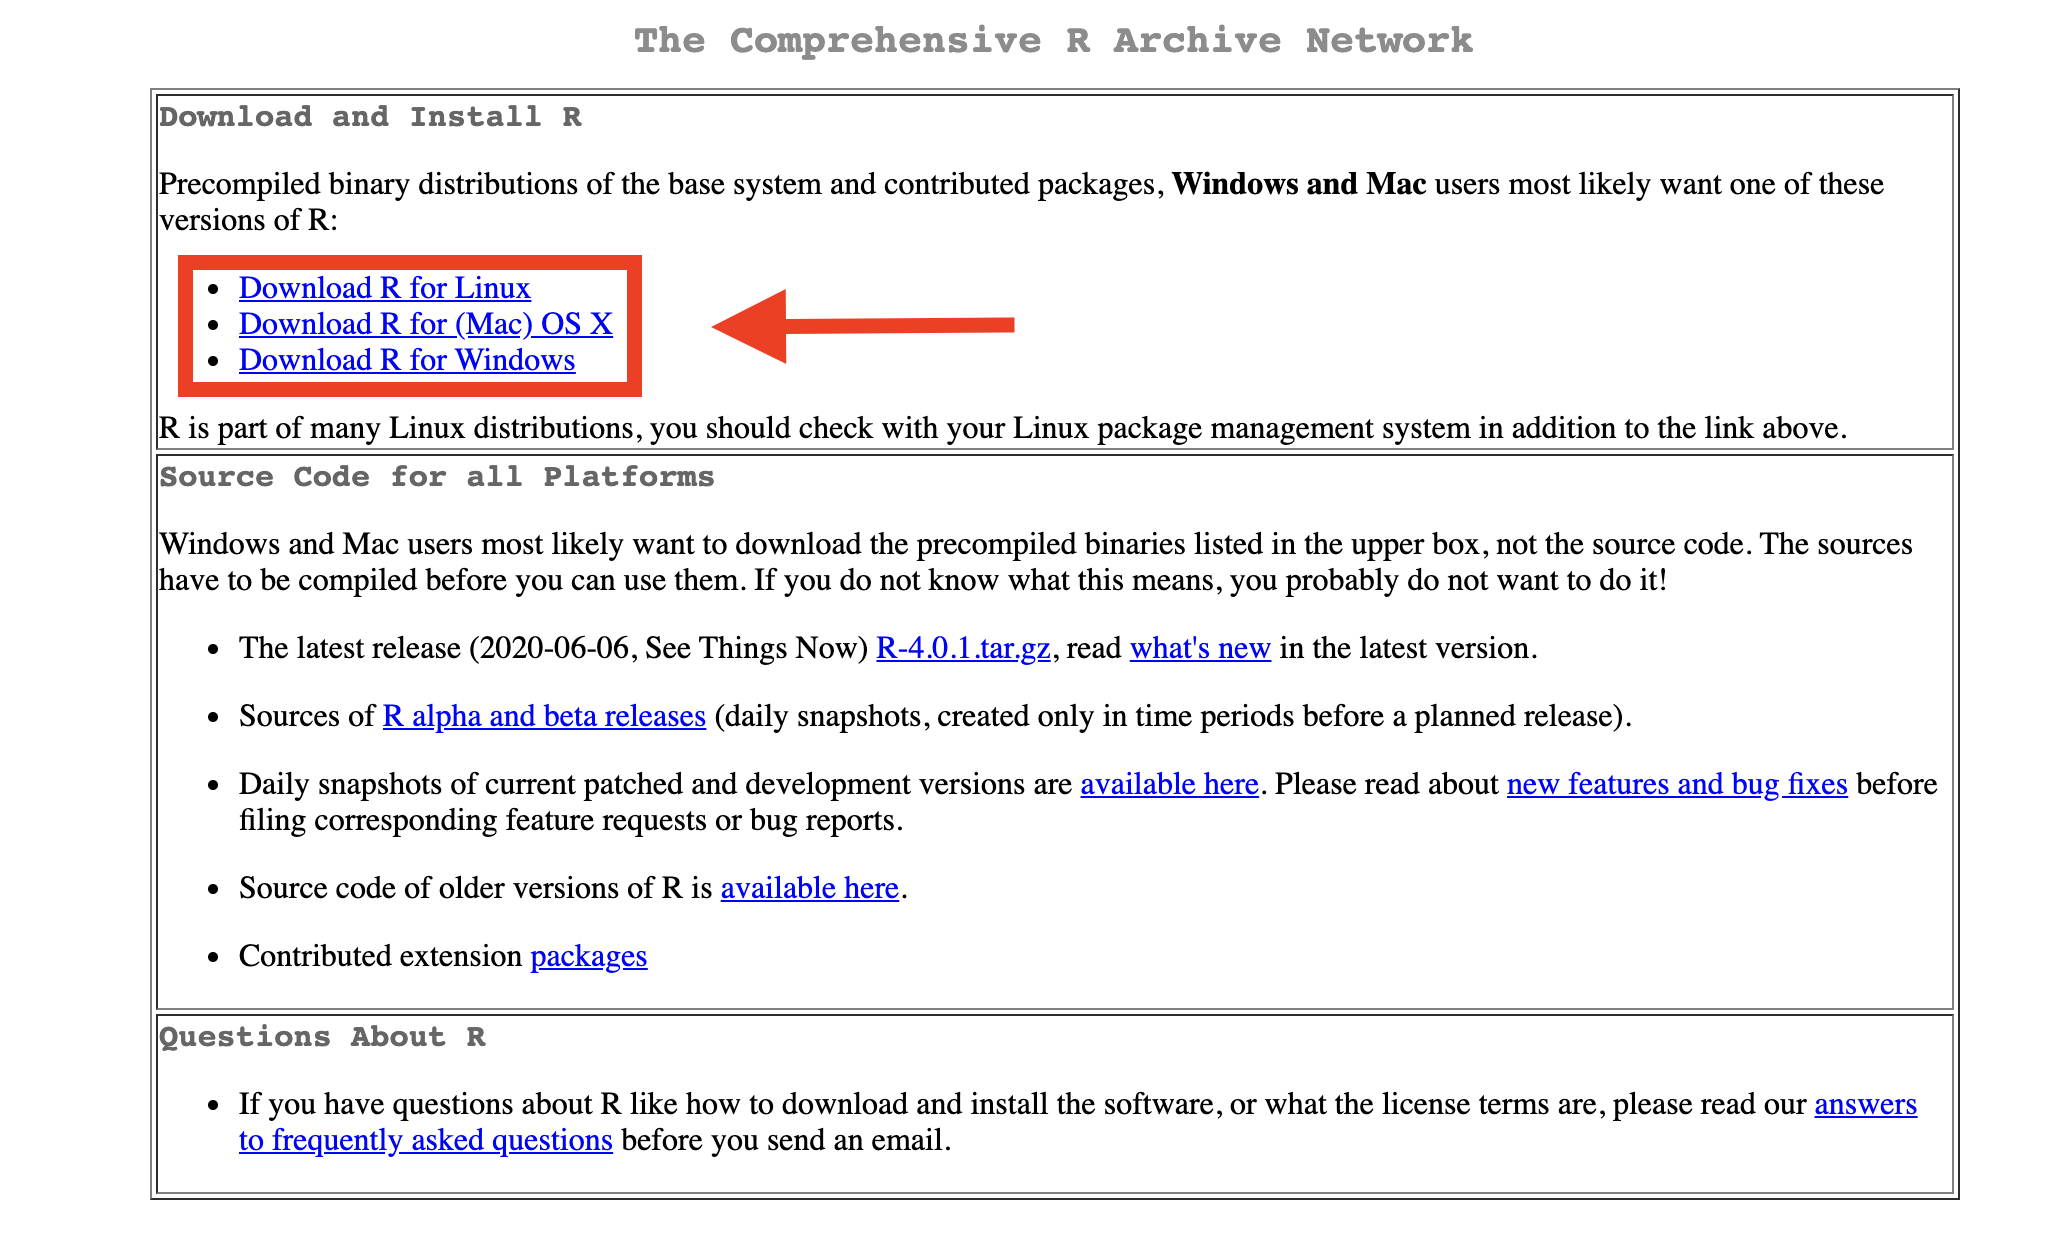 The Comprehensive R Archive Network
Download and Install R
Precompiled binary distributions of the base system and contributed packages, Windows and Mac users most likely want one of these
versions of R:
• Download R for Linux
• Download R for (Mac) OS X
• Download R for Windows
R is part of many Linux distributions, you should check with your Linux package management system in addition to the link above.
Source Code for all Platforms
Windows and Mac users most likely want to download the precompiled binaries listed in the upper box, not the source code. The sources
have to be compiled before you can use them. If you do not know what this means, you probably do not want to do it!
• The latest release (2020-06-06, See Things Now) R-4.0.1.tar.gz, read what's new in the latest version.
• Sources of R alpha and beta releases (daily snapshots, created only in time periods before a planned release).
• Daily snapshots of current patched and development versions are available here. Please read about new features and bug fixes before
filing corresponding feature requests or bug reports.
• Source code of older versions of R is available here.
• Contributed extension packages
Questions About R
• If you have questions about R like how to download and install the software, or what the license terms are, please read our answers
to frequently asked questions before you send an email.